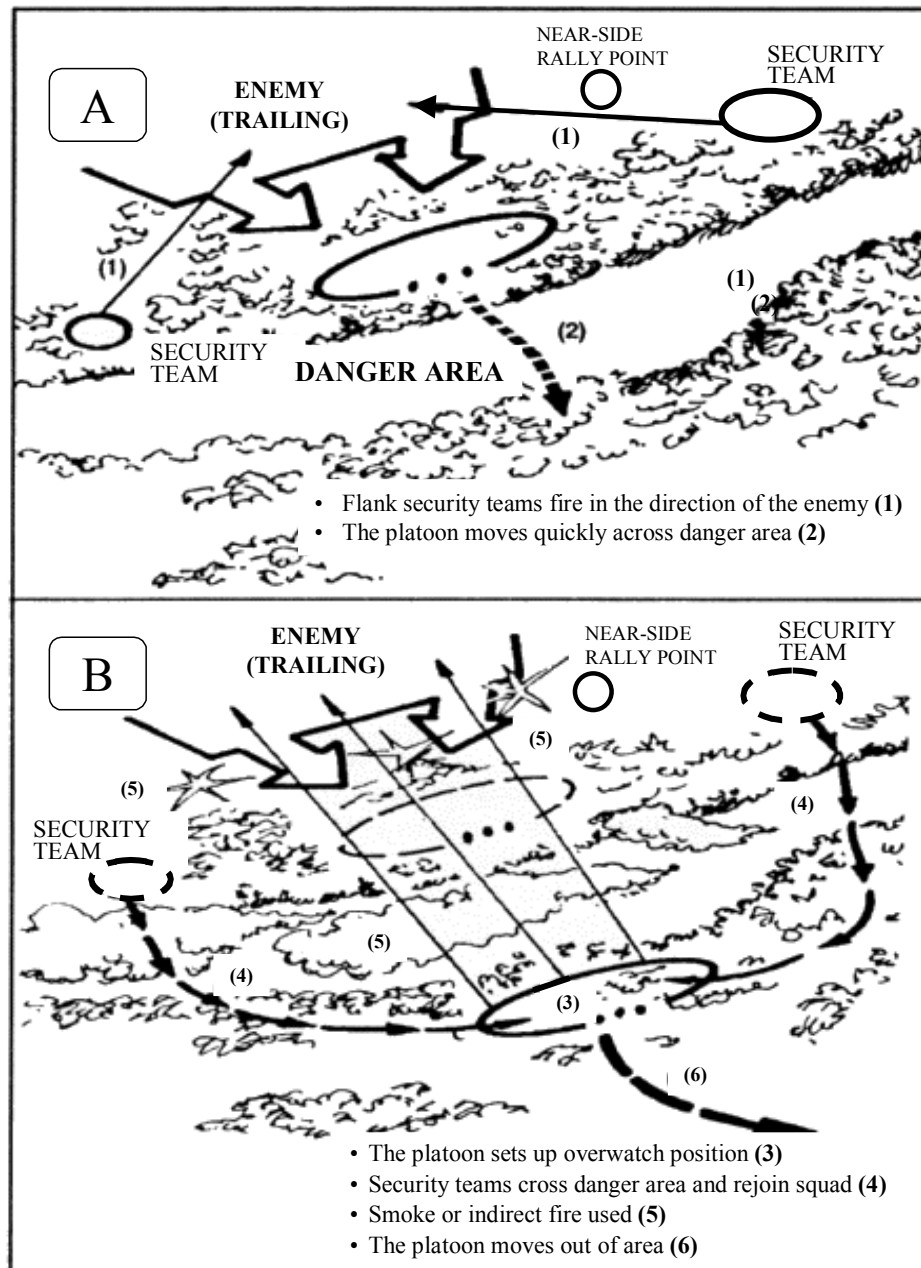 A
NEAR-SIDE
RALLY POINT
SECURITY
TEAM
ENEMY
(TRAILING)
(1)
(1)
SECURITY
TEAM
(2)
(1)
(2)
DANGER AREA
• Flank security teams fire in the direction of the enemy (1)
• The platoon moves quickly across danger area (2)
B
ENEMY
(TRAILING)
NEAR-SIDE
RALLY POINT
SECURITY
TEAM
(5)
(5)
(4)
SECURITY
TEAM
(5)
(4)
(3)
(6)
• The platoon sets up overwatch position (3)
• Security teams cross danger area and rejoin squad (4)
• Smoke or indirect fire used (5)
• The platoon moves out of area (6)